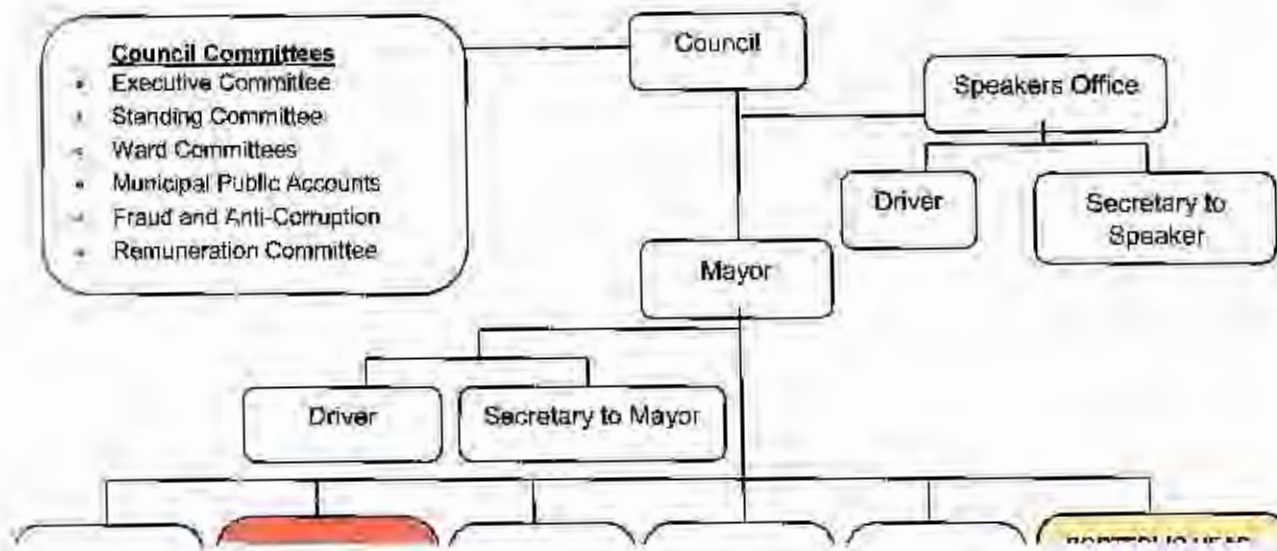 Council Committees
Executive Committee
Standing Committee
Ward Committees
Municipal Public Accounts
Fraud and Anti-Corruption
Remuneration Committee
Council
Speakers Office
Driver
Secretary to
Speaker
Mayor
Driver
Secretary to Mayor